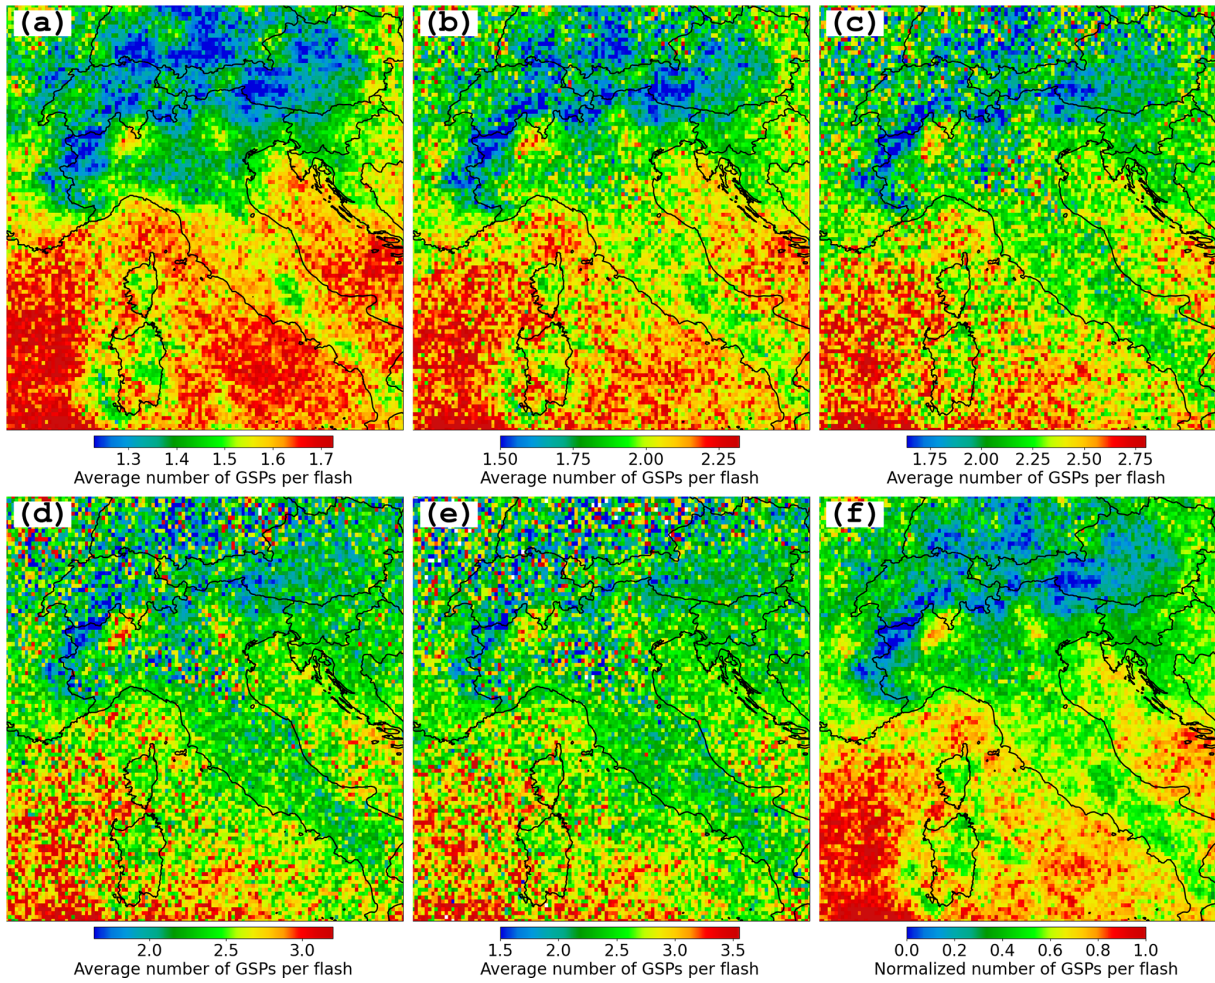 (a) (b) (c)
1.3 1.4 1.5 1.6 1.7 1.50 1.75 2.00 2.25 1.75 2.00 2.25 2.50 2.75
Average number of GSPs per flash Average number of GSPs per flash Average number of GSPs per flash
(d) (e) (f)
2.0 2.5 3.0 1.5 2.0 2.5 3.0 3.5 0.0 0.2 0.4 0.6 0.8 1.0
Average number of GSPs per flash Average number of GSPs per flash Normalized number of GSPs per flash